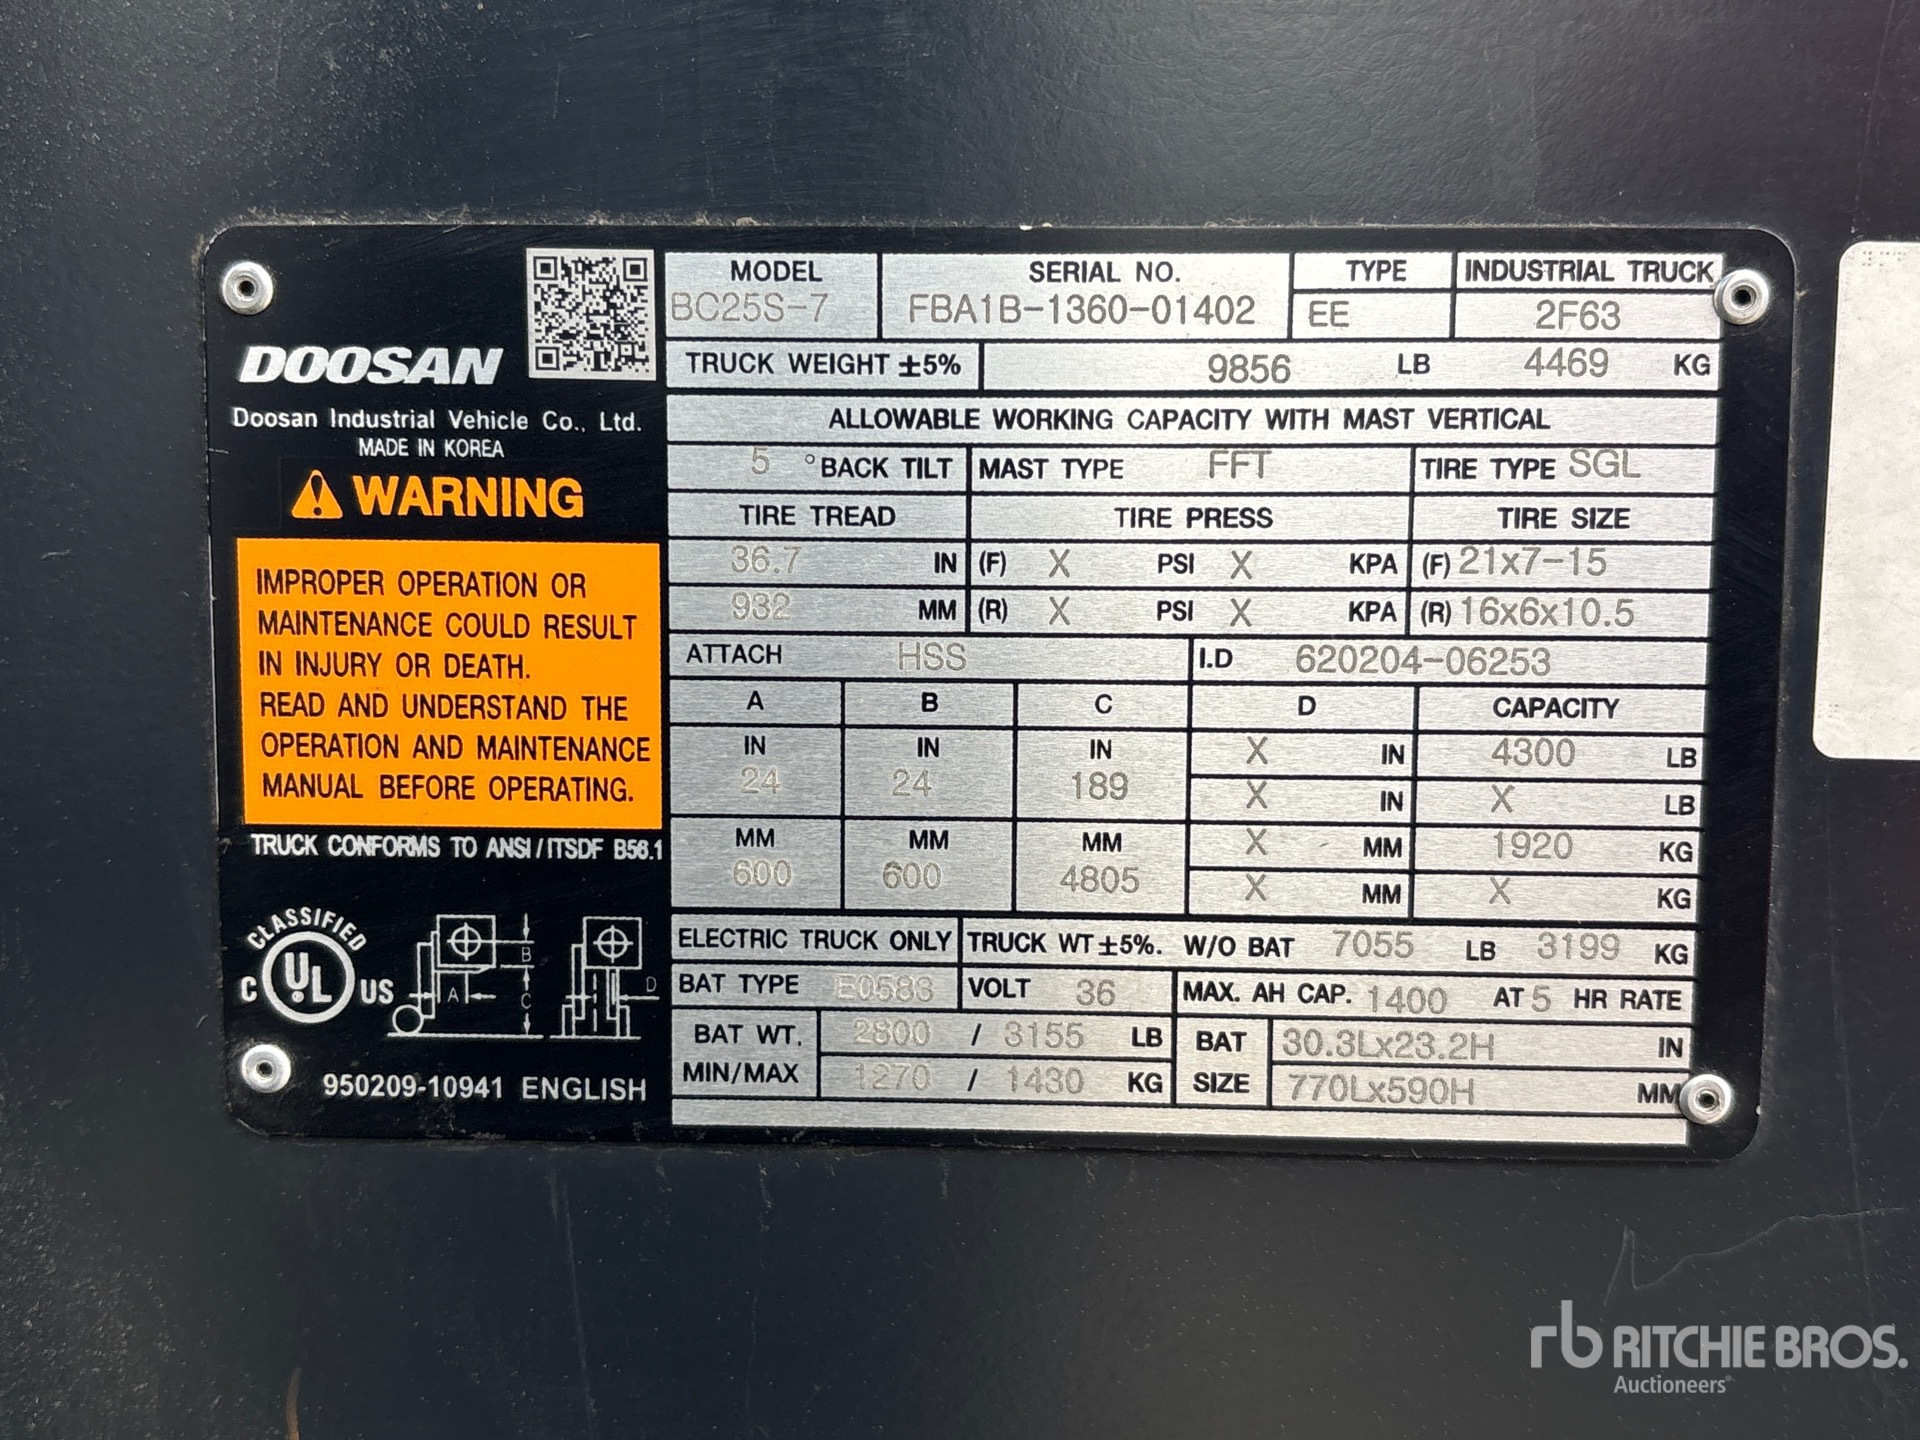 DOOSAN
Doosan Industrial Vehicle Co., Ltd.
MADE IN KOREA
WARNING
IMPROPER OPERATION OR
MAINTENANCE COULD RESULT
IN INJURY OR DEATH.
READ AND UNDERSTAND THE
OPERATION AND MAINTENANCE
MANUAL BEFORE OPERATING.
TRUCK CONFORMS TO ANSI/ITSDF B56.1
CLASSIFIED
C UL US
A B C D
950209-10941 ENGLISH
MODEL SERIAL NO. TYPE INDUSTRIAL TRUCK
BC25S-7 FBA1B-1360-01402 EE 2F63
TRUCK WEIGHT ±5% 9856 LB 4469 KG
ALLOWABLE WORKING CAPACITY WITH MAST VERTICAL
5 °BACK TILT MAST TYPE FFT TIRE TYPE SGL
TIRE TREAD TIRE PRESS TIRE SIZE
36.7 IN (F) X PSI X KPA (F) 21x7-15
932 MM (R) X PSI X KPA (R) 16x6x10.5
ATTACH HSS I.D 620204-06253
A B C D CAPACITY
IN IN IN X IN 4300 LB
24 24 189 X IN X LB
MM MM MM X MM 1920 KG
600 600 4805 X MM X KG
ELECTRIC TRUCK ONLY TRUCK WT ±5%. W/O BAT 7055 LB 3199 KG
BAT TYPE E0583 VOLT 36 MAX. AH CAP. 1400 AT 5 HR RATE
BAT WT. 2800 / 3155 LB BAT 30.3Lx23.2H IN
MIN/MAX 1270 / 1430 KG SIZE 770Lx590H MM
rb RITCHIE BROS.
Auctioneers